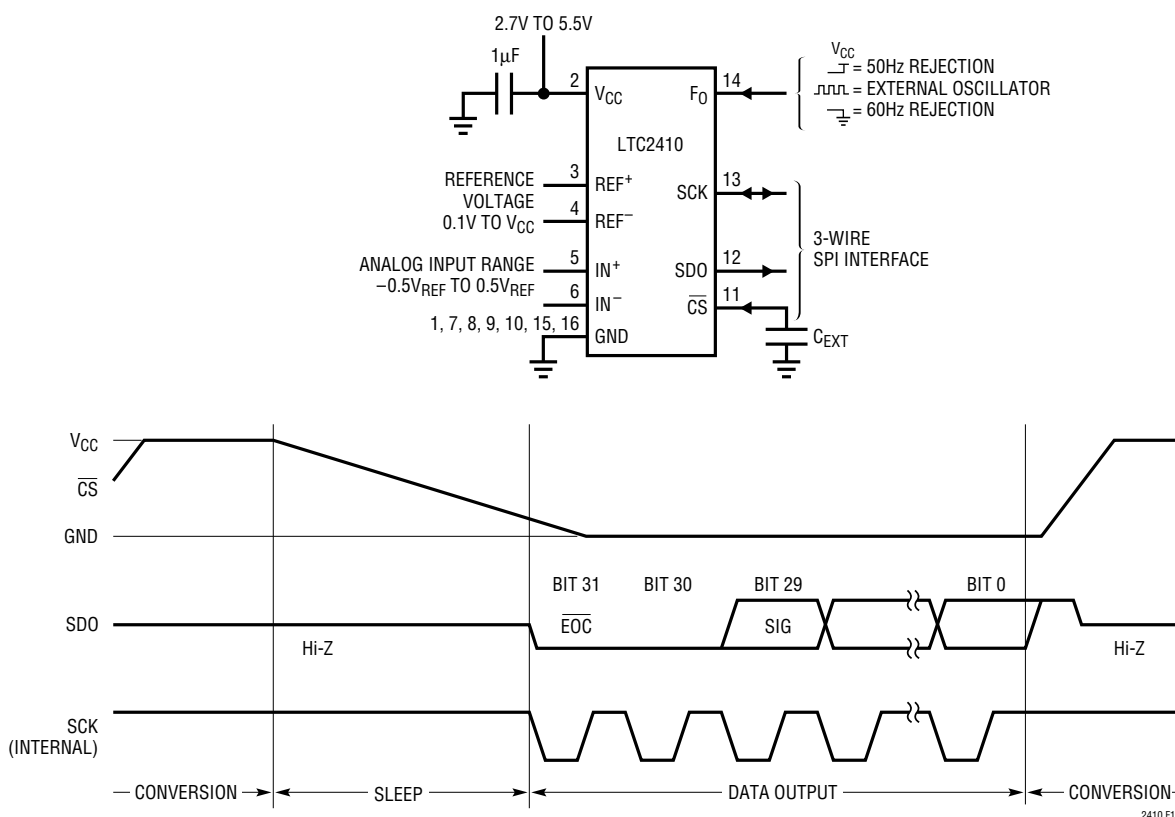 2.7V TO 5.5V
1µF
2
VCC
FO
14
VCC
= 50Hz REJECTION
= EXTERNAL OSCILLATOR
= 60Hz REJECTION
LTC2410
REFERENCE
VOLTAGE
0.1V TO VCC
3
REF+
4
REF−
SCK
13
ANALOG INPUT RANGE
−0.5VREF TO 0.5VREF
5
IN+
6
IN−
SDO
12
CS
11
3-WIRE
SPI INTERFACE
1, 7, 8, 9, 10, 15, 16
GND
CEXT
VCC
CS
GND
BIT 31
BIT 30
BIT 29
BIT 0
SDO
EOC
SIG
Hi-Z
Hi-Z
SCK
(INTERNAL)
CONVERSION
SLEEP
DATA OUTPUT
CONVERSION